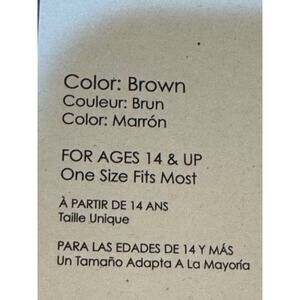 Color: Brown
Couleur: Brun
Color: Marrón
FOR AGES 14 & UP
One Size Fits Most
À PARTIR DE 14 ANS
Taille Unique
PARA LAS EDADES DE 14 Y MÁS
Un Tamaño Adapta A La Mayoría